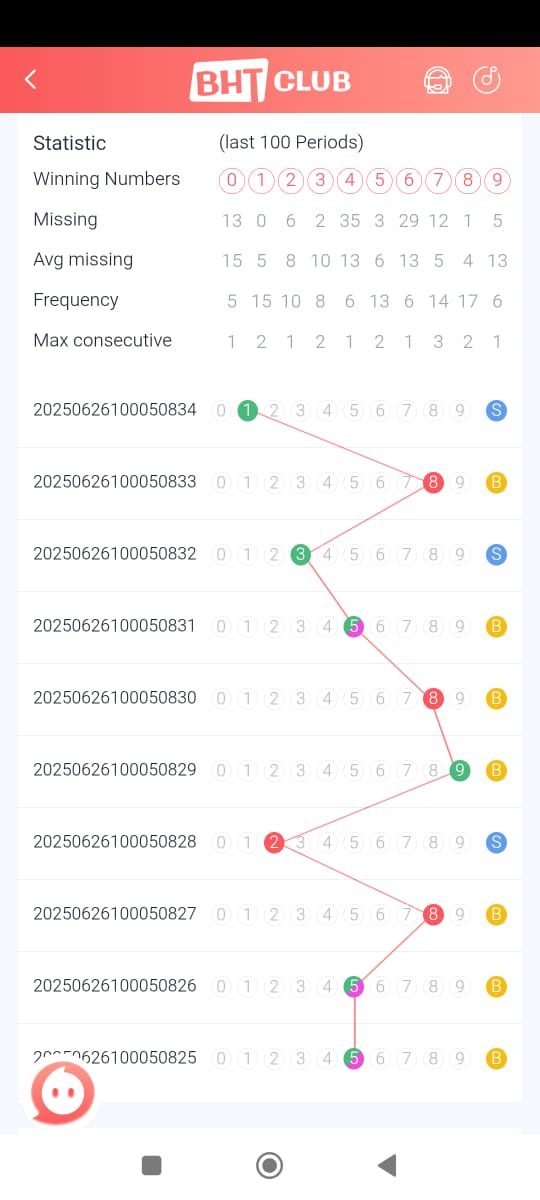 BHT CLUB
Statistic (last 100 Periods)
Winning Numbers 0 1 2 3 4 5 6 7 8 9
Missing 13 0 6 2 35 3 29 12 1 5
Avg missing 15 5 8 10 13 6 13 5 4 13
Frequency 5 15 10 8 6 13 6 14 17 6
Max consecutive 1 2 1 2 1 2 1 3 2 1
20250626100050834 0 1 2 3 4 5 6 7 8 9 S
20250626100050833 0 1 2 3 4 5 6 7 8 9 B
20250626100050832 0 1 2 3 4 5 6 7 8 9 S
20250626100050831 0 1 2 3 4 5 6 7 8 9 B
20250626100050830 0 1 2 3 4 5 6 7 8 9 B
20250626100050829 0 1 2 3 4 5 6 7 8 9 B
20250626100050828 0 1 2 3 4 5 6 7 8 9 S
20250626100050827 0 1 2 3 4 5 6 7 8 9 B
20250626100050826 0 1 2 3 4 5 6 7 8 9 B
20250626100050825 0 1 2 3 4 5 6 7 8 9 B